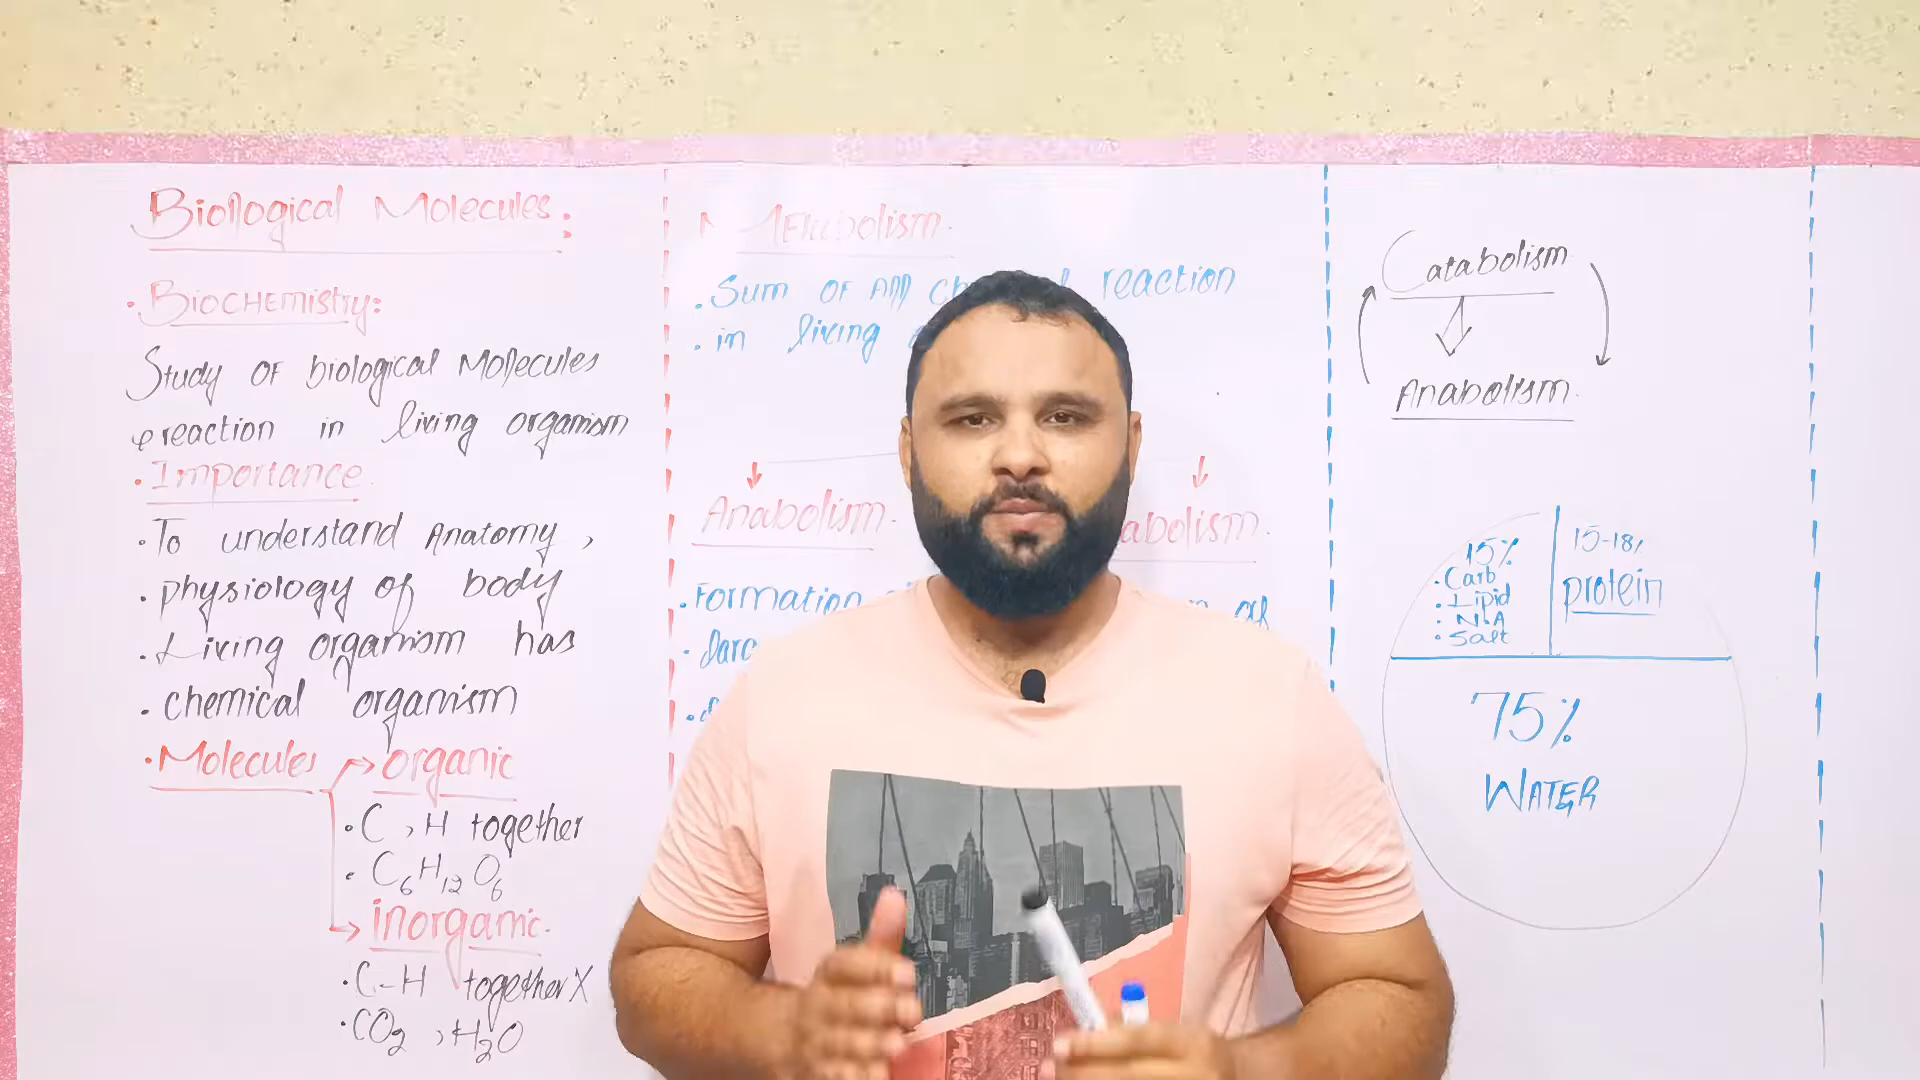 Biological Molecules:
• Biochemistry:
Study of biological Molecules
& reaction in living organism
• Importance
• To understand Anatomy,
• physiology of body
• Living organism has
• chemical organism
• Molecules → organic
• C, H together
• C6H12O6
→ inorganic.
• C-H together X
• CO2, H2O
Metabolism.
• Sum of All reaction
• in living
Anabolism.
abolism.
• Formation
of
Catabolism
Anabolism.
15%
• Carb
• Lipid
• N.A
• Salt
15-18%
protein
75%
WATER